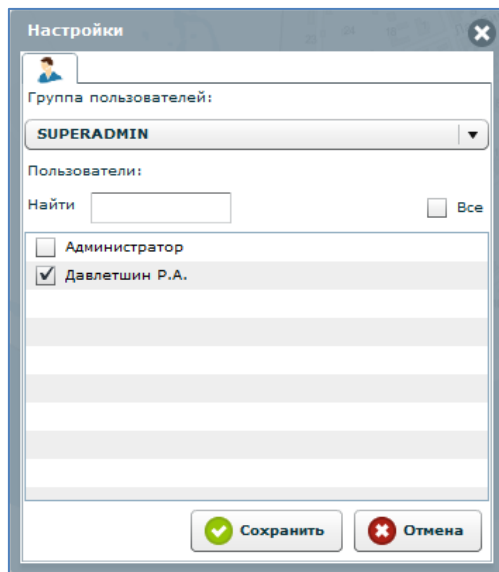 Настройки
Группа пользователей:
SUPERADMIN
Пользователи:
Найти Все
Администратор
Давлетшин Р.А.
Сохранить Отмена